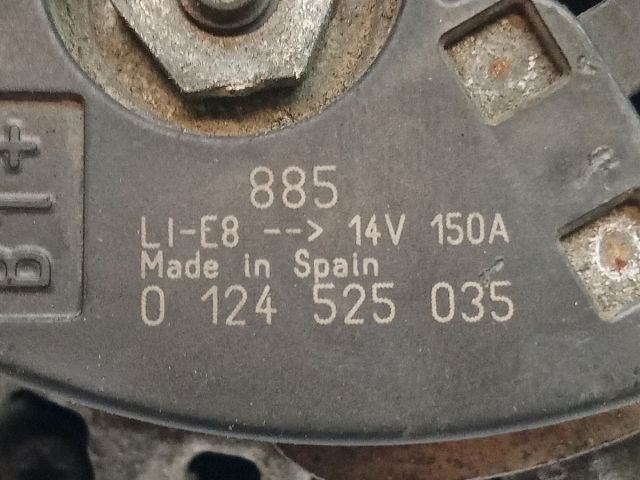 B1+
885
LI-E8 --> 14V 150A
Made in Spain
0 124 525 035